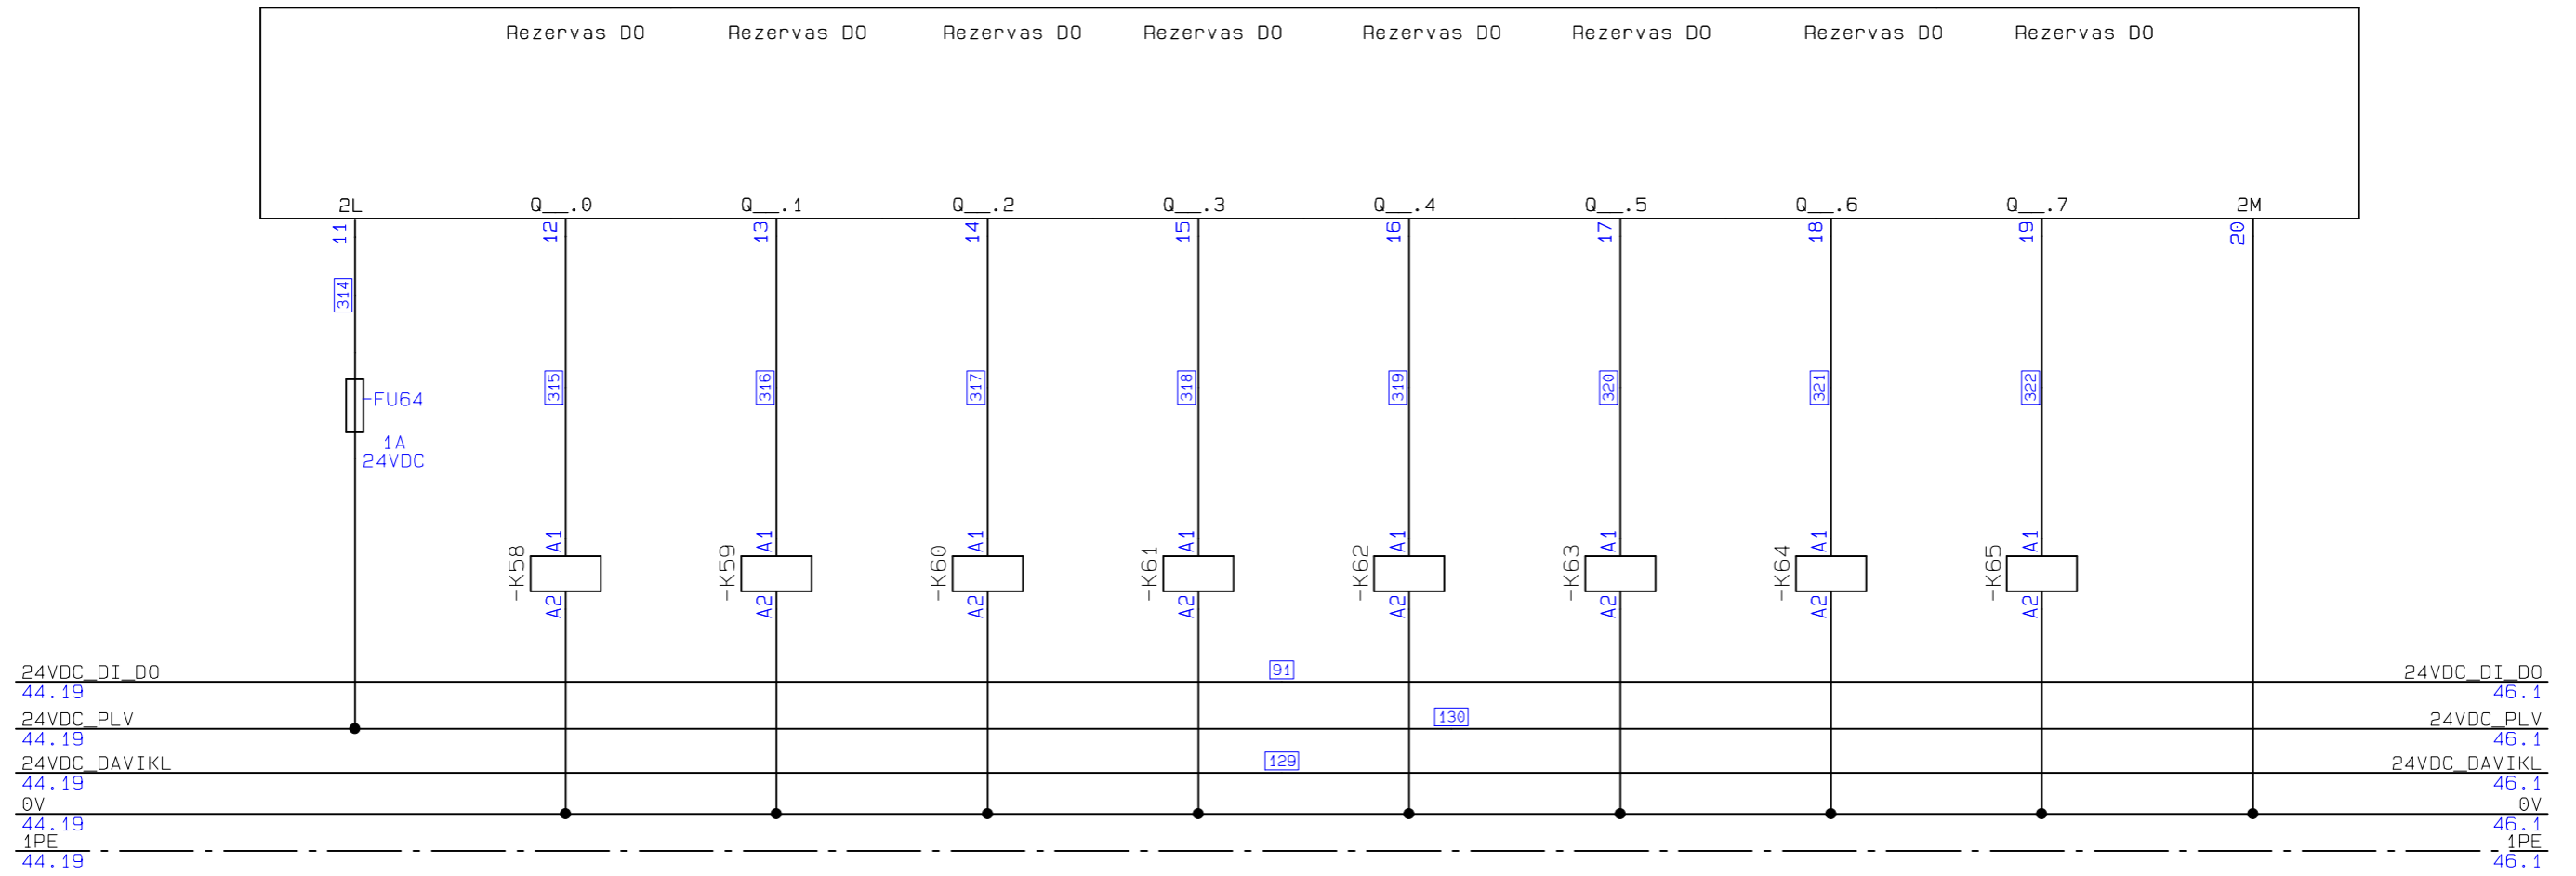 Rezervas DO Rezervas DO Rezervas DO Rezervas DO Rezervas DO Rezervas DO Rezervas DO Rezervas DO
2L Q__.0 Q__.1 Q__.2 Q__.3 Q__.4 Q__.5 Q__.6 Q__.7 2M
11 12 13 14 15 16 17 18 19 20
314
315 316 317 318 319 320 321 322
-FU64
1A
24VDC
A1 A1 A1 A1 A1 A1 A1 A1
-K58 -K59 -K60 -K61 -K62 -K63 -K64 -K65
A2 A2 A2 A2 A2 A2 A2 A2
24VDC_DI_DO 91 24VDC_DI_DO
44.19 46.1
24VDC_PLV 130 24VDC_PLV
44.19 46.1
24VDC_DAVIKL 129 24VDC_DAVIKL
44.19 46.1
0V 0V
44.19 46.1
1PE 1PE
44.19 46.1